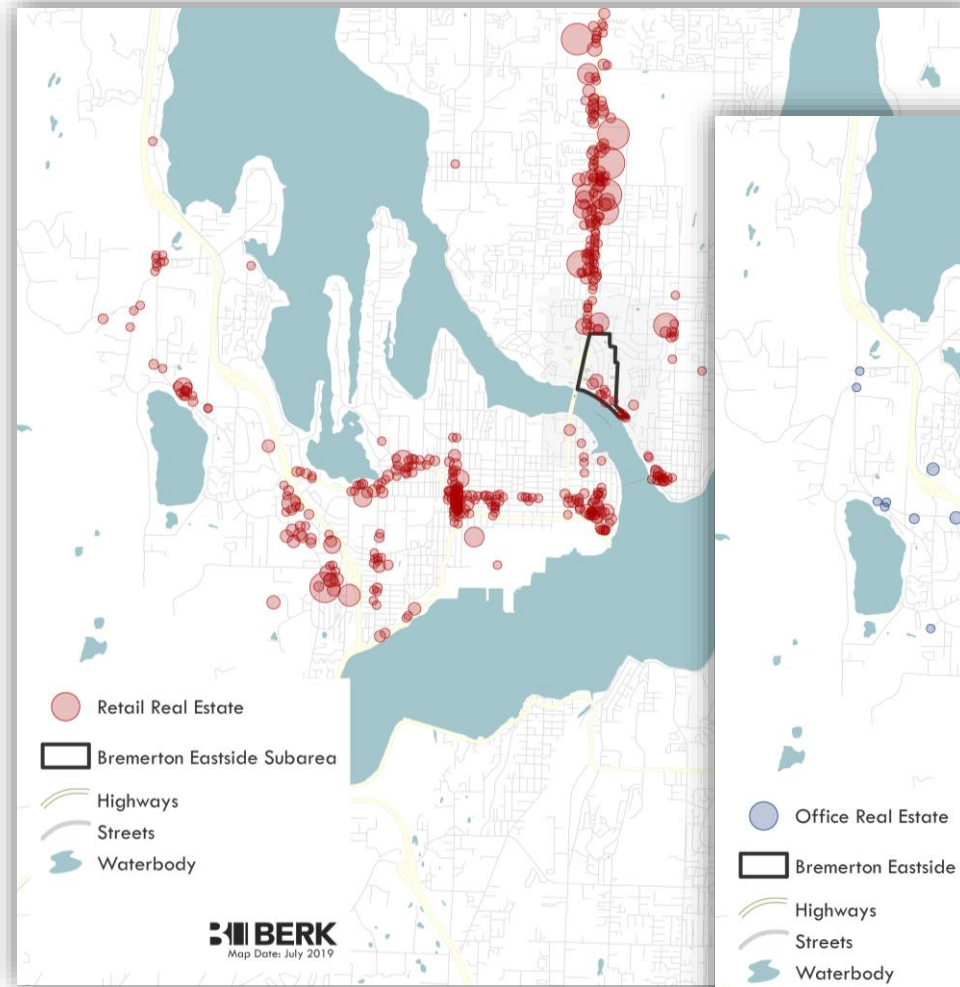 Retail Real Estate
Bremerton Eastside Subarea
Highways
Streets
Waterbody
BERK
Map Date: July 2019
Office Real Estate
Bremerton Eastside
Highways
Streets
Waterbody